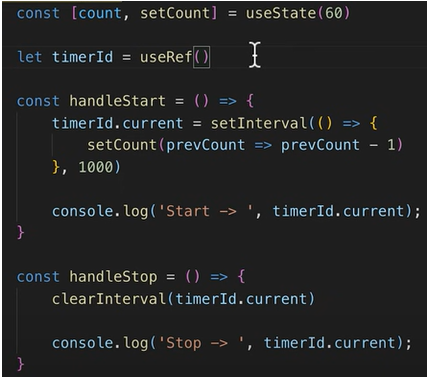 const [count, setCount] = useState(60)
let timerId = useRef()
const handleStart = () => {
timerId.current = setInterval(() => {
setCount(prevCount => prevCount - 1)
}, 1000)
console.log('Start -> ', timerId.current);
}
const handleStop = () => {
clearInterval(timerId.current)
console.log('Stop -> ', timerId.current);
}